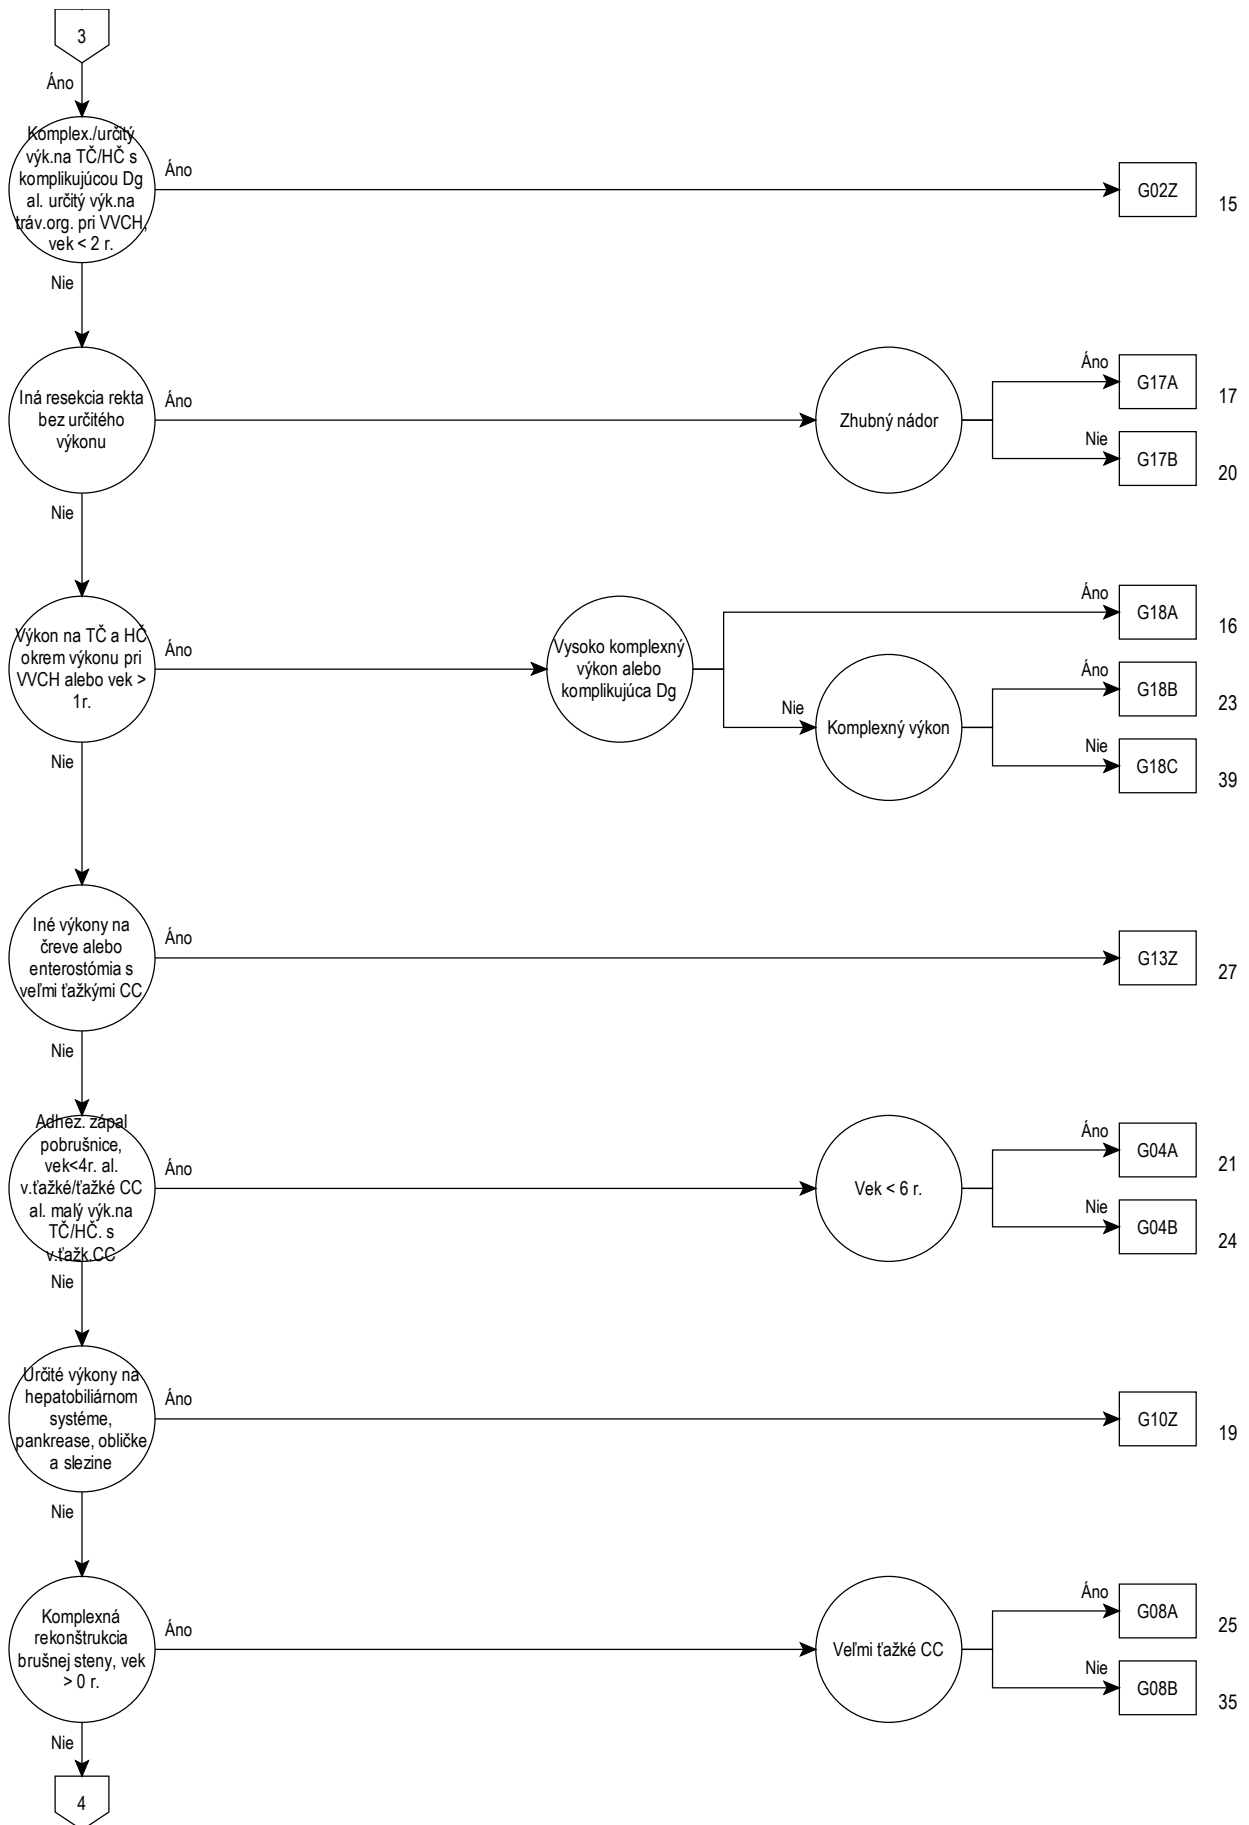 3
Áno
Komplex./určitý
výk.na TČ/HČ s
komplikujúcou Dg
al. určitý výk.na
tráv.org. pri VVCH,
vek < 2 r.
Áno
G02Z
15
Nie
Iná resekcia rekta
bez určitého
výkonu
Áno
Zhubný nádor
Áno
G17A
17
Nie
G17B
20
Nie
Výkon na TČ a HČ
okrem výkonu pri
VVCH alebo vek >
1r.
Áno
Vysoko komplexný
výkon alebo
komplikujúca Dg
Áno
G18A
16
Nie
Komplexný výkon
Áno
G18B
23
Nie
G18C
39
Nie
Iné výkony na
čreve alebo
enterostómia s
veľmi ťažkými CC
Áno
G13Z
27
Nie
Adhez. zápal
pobrušnice,
vek<4r. al.
v.ťažké/ťažké CC
al. malý výk.na
TČ/HČ. s
v.ťažk.CC
Áno
Vek < 6 r.
Áno
G04A
21
Nie
G04B
24
Nie
Určité výkony na
hepatobiliárnom
systéme,
pankrease, obličke
a slezine
Áno
G10Z
19
Nie
Komplexná
rekonštrukcia
brušnej steny, vek
> 0 r.
Áno
Veľmi ťažké CC
Áno
G08A
25
Nie
G08B
35
Nie
4